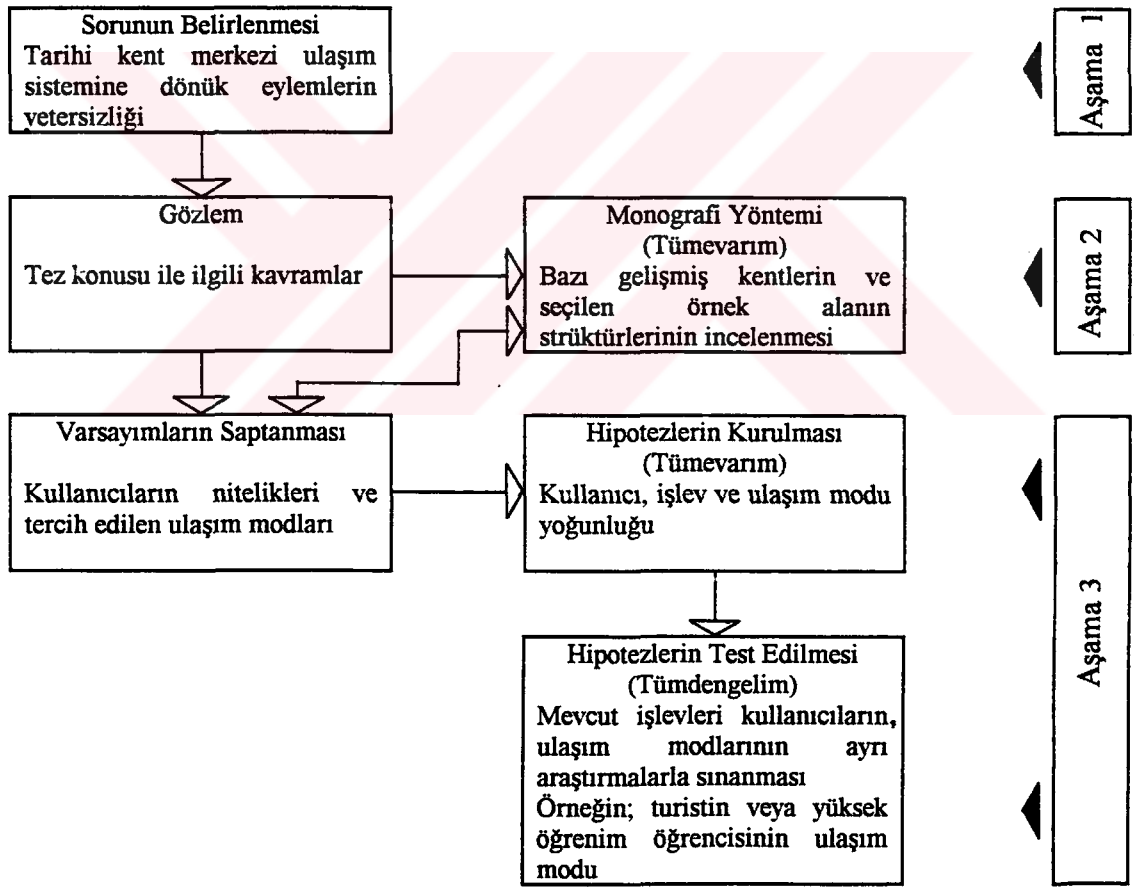 Sorunun Belirlenmesi
Tarihi kent merkezi ulaşım
sistemine dönük eylemlerin
yetersizliği
Aşama 1
Gözlem
Tez konusu ile ilgili kavramlar
Monografi Yöntemi
(Tümevarım)
Bazı gelişmiş kentlerin ve
seçilen örnek alanın
strüktürlerinin incelenmesi
Aşama 2
Varsayımların Saptanması
Kullanıcıların nitelikleri ve
tercih edilen ulaşım modları
Hipotezlerin Kurulması
(Tümevarım)
Kullanıcı, işlev ve ulaşım modu
yoğunluğu
Hipotezlerin Test Edilmesi
(Tümdengelim)
Mevcut işlevleri kullanıcıların,
ulaşım modlarının ayrı
araştırmalarla sınanması
Örneğin; turistin veya yüksek
öğrenim öğrencisinin ulaşım
modu
Aşama 3